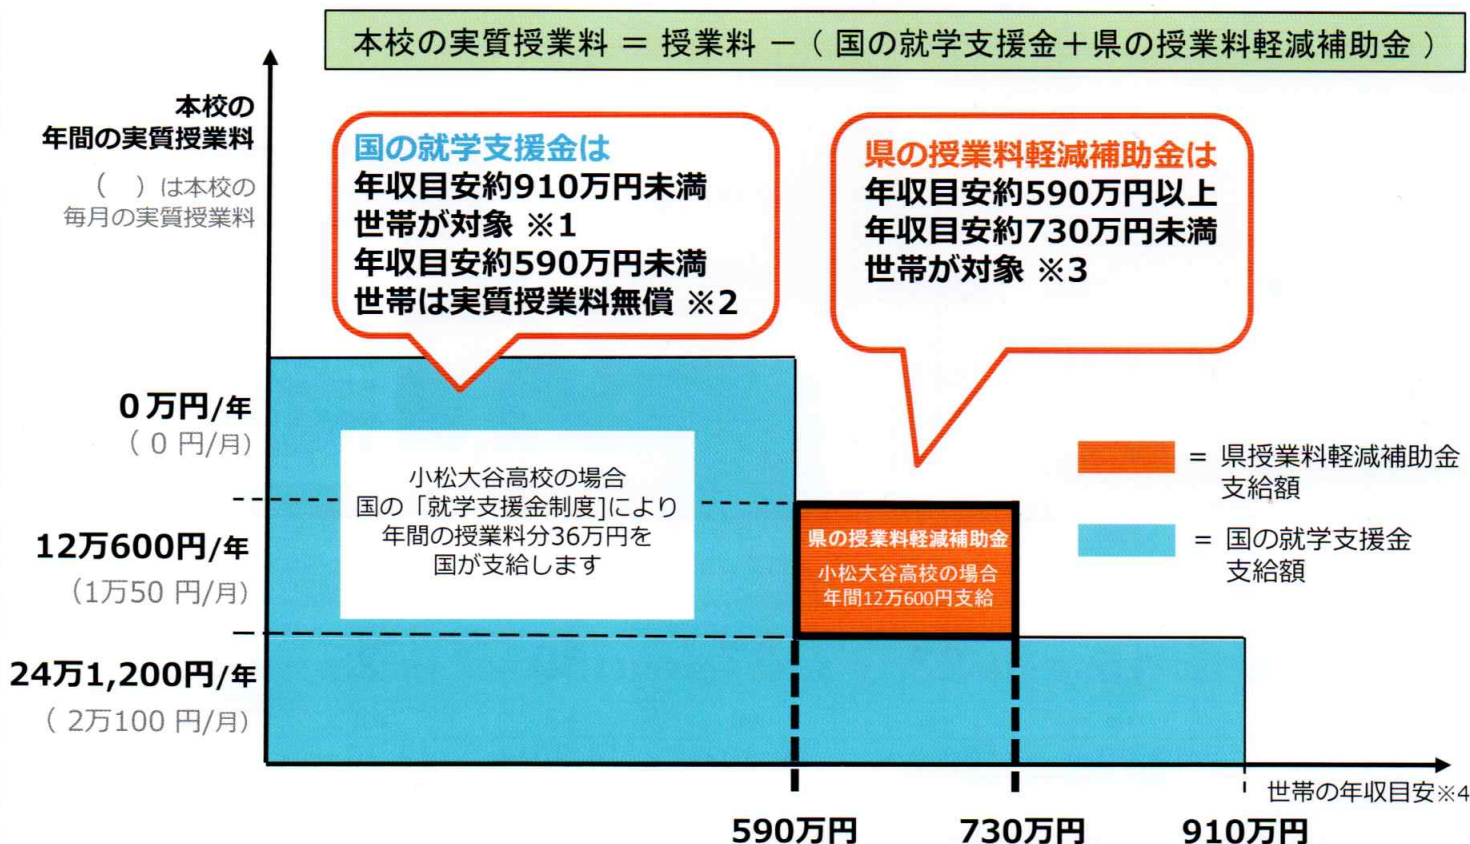 本校の実質授業料 ＝ 授業料 －（ 国の就学支援金＋県の授業料軽減補助金 ）
本校の
年間の実質授業料
（　）は本校の
毎月の実質授業料
国の就学支援金は
年収目安約910万円未満
世帯が対象 ※1
年収目安約590万円未満
世帯は実質授業料無償 ※2
県の授業料軽減補助金は
年収目安約590万円以上
年収目安約730万円未満
世帯が対象 ※3
0万円/年
（ 0 円/月）
12万600円/年
（1万50 円/月）
24万1,200円/年
（ 2万100 円/月）
小松大谷高校の場合
国の「就学支援金制度]により
年間の授業料分36万円を
国が支給します
県の授業料軽減補助金
小松大谷高校の場合
年間12万600円支給
＝ 県授業料軽減補助金
支給額
＝ 国の就学支援金
支給額
世帯の年収目安※4
590万円
730万円
910万円